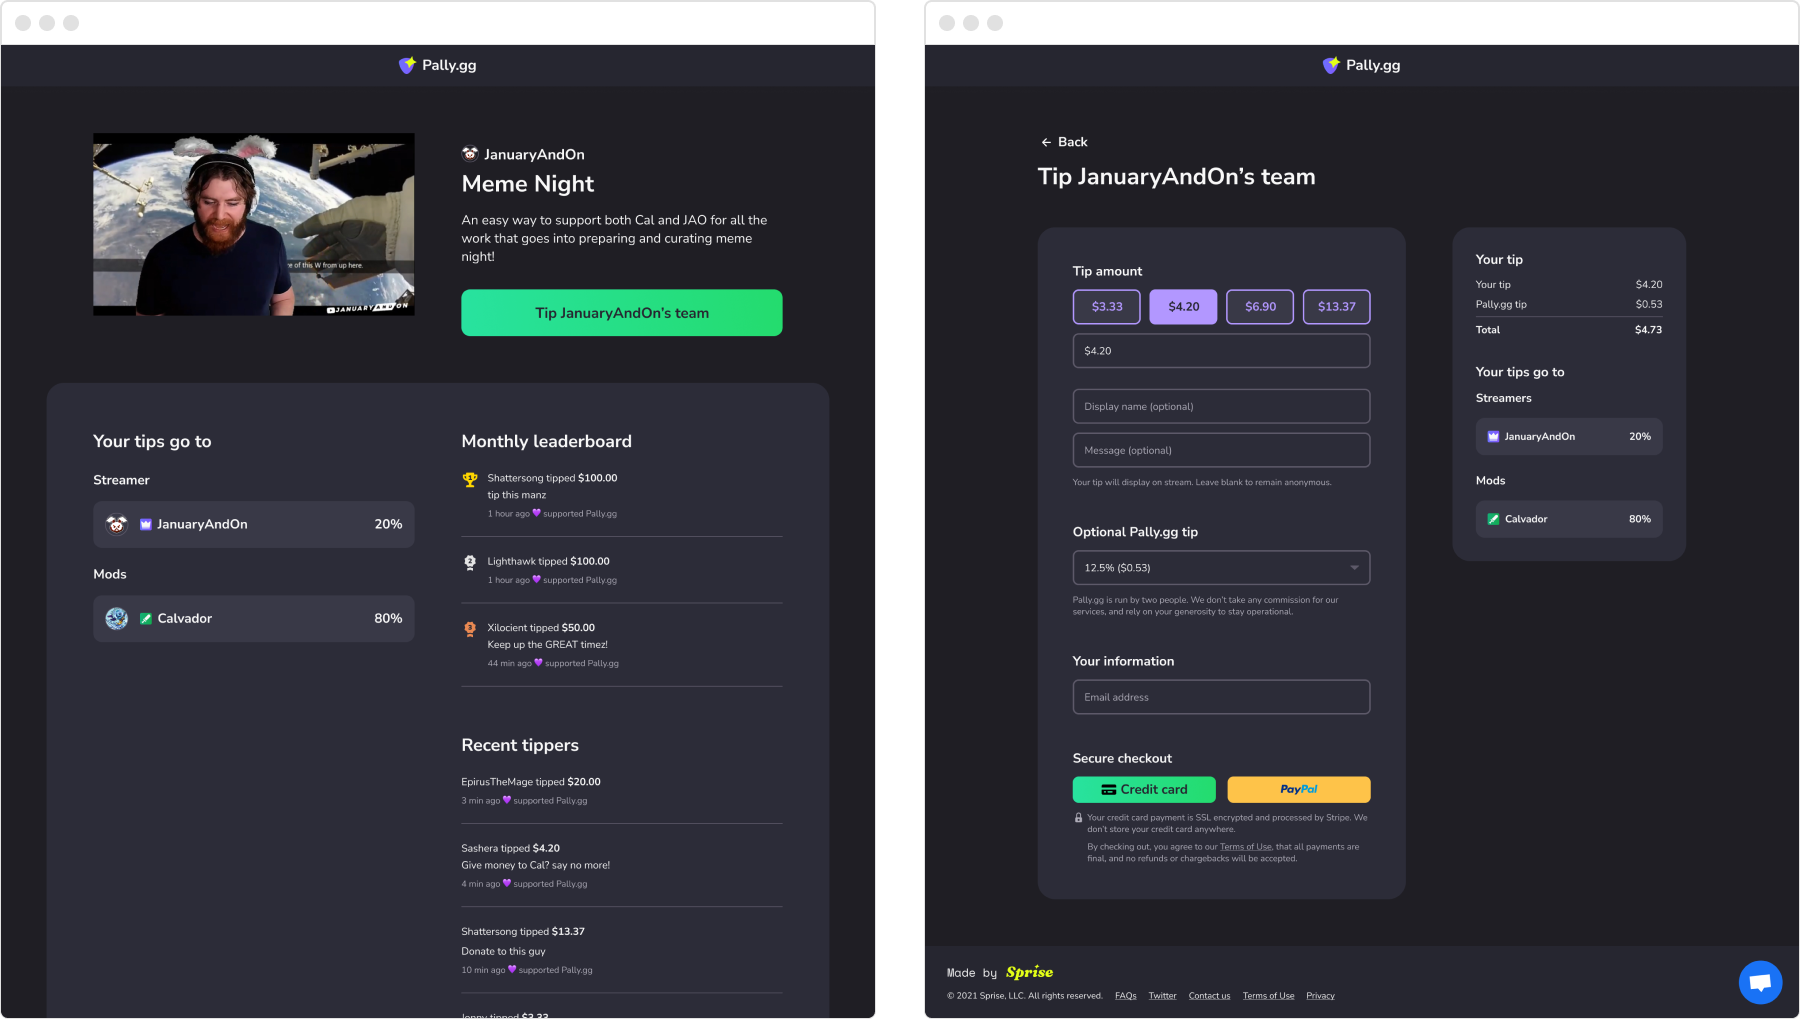 Pally.gg
JanuaryAndOn
Meme Night
An easy way to support both Cal and JAO for all the
work that goes into preparing and curating meme
night!
Tip JanuaryAndOn's team
e of this W from up here.
JANUARYANDON
Your tips go to
Streamer
JanuaryAndOn
20%
Mods
Calvador
80%
Monthly leaderboard
1
Shattersong tipped $100.00
tip this manz
1 hour ago 💜 supported Pally.gg
2
Lighthawk tipped $100.00
1 hour ago 💜 supported Pally.gg
3
Xilocient tipped $50.00
Keep up the GREAT timez!
44 min ago 💜 supported Pally.gg
Recent tippers
EpirusTheMage tipped $20.00
3 min ago 💜 supported Pally.gg
Sashera tipped $4.20
Give money to Cal? say no more!
4 min ago 💜 supported Pally.gg
Shattersong tipped $13.37
Donate to this guy
10 min ago 💜 supported Pally.gg
tipped $3.33
Pally.gg
← Back
Tip JanuaryAndOn's team
Tip amount
$3.33
$4.20
$6.90
$13.37
$4.20
Display name (optional)
Message (optional)
Your tip will display on stream. Leave blank to remain anonymous.
Optional Pally.gg tip
12.5% ($0.53)
Pally.gg is run by two people. We don't take any commission for our
services, and rely on your generosity to stay operational.
Your information
Email address
Secure checkout
Credit card
PayPal
Your credit card payment is SSL encrypted and processed by Stripe. We
don't store your credit card anywhere.
By checking out, you agree to our Terms of Use, that all payments are
final, and no refunds or chargebacks will be accepted.
Your tip
Your tip $4.20
Pally.gg tip $0.53
Total $4.73
Your tips go to
Streamers
JanuaryAndOn 20%
Mods
Calvador 80%
Made by Sprise
© 2021 Sprise, LLC. All rights reserved. FAQs Twitter Contact us Terms of Use Privacy